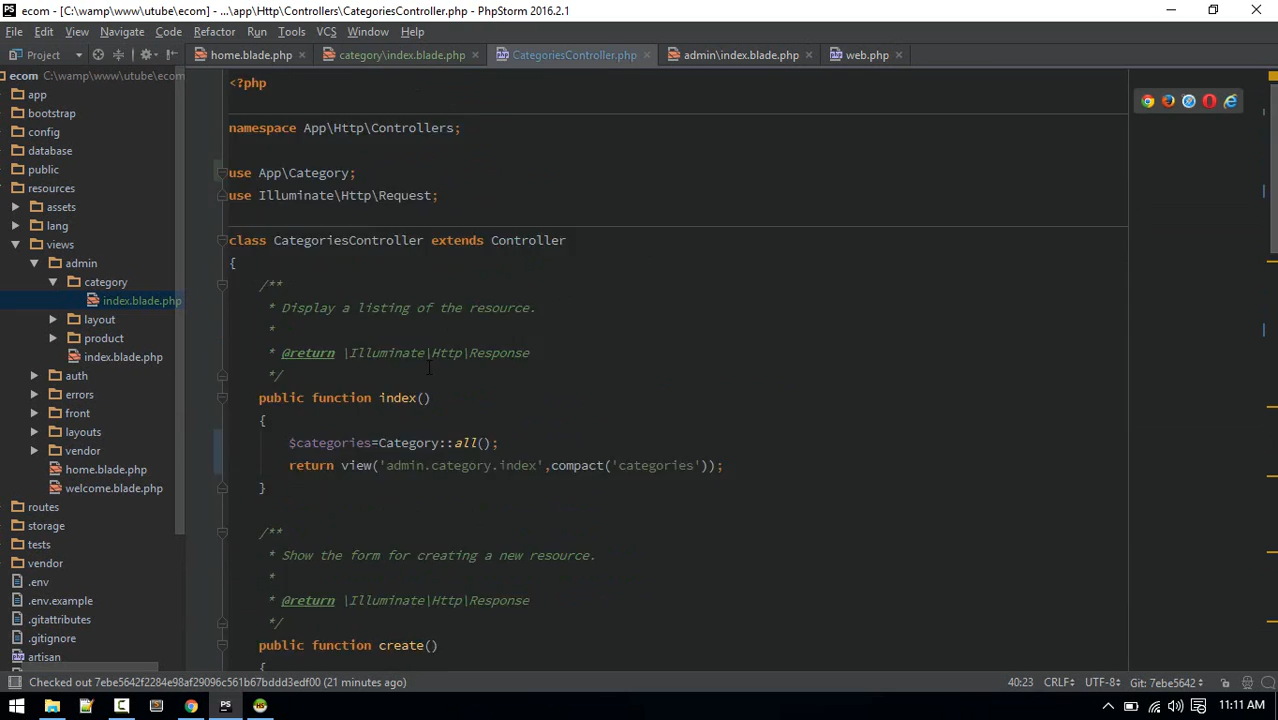 ecom - [C:\wamp\www\utube\ecom] - ...\app\Http\Controllers\CategoriesController.php - PhpStorm 2016.2.1
File Edit View Navigate Code Refactor Run Tools VCS Window Help
Project home.blade.php category\index.blade.php CategoriesController.php admin\index.blade.php web.php
ecom C:\wamp\www\utube\ecom
app
bootstrap
config
database
public
resources
assets
lang
views
admin
category
index.blade.php
layout
product
index.blade.php
auth
errors
front
layouts
vendor
home.blade.php
welcome.blade.php
routes
storage
tests
vendor
.env
.env.example
.gitattributes
.gitignore
artisan
<?php
namespace App\Http\Controllers;
use App\Category;
use Illuminate\Http\Request;
class CategoriesController extends Controller
{
/**
* Display a listing of the resource.
*
* @return \Illuminate\Http\Response
*/
public function index()
{
$categories=Category::all();
return view('admin.category.index',compact('categories'));
}
/**
* Show the form for creating a new resource.
*
* @return \Illuminate\Http\Response
*/
public function create()
{
Checked out 7ebe5642f2284e98af29096c561b67bddd3edf00 (21 minutes ago) 40:23 CRLF UTF-8 Git: 7ebe5642
11:11 AM